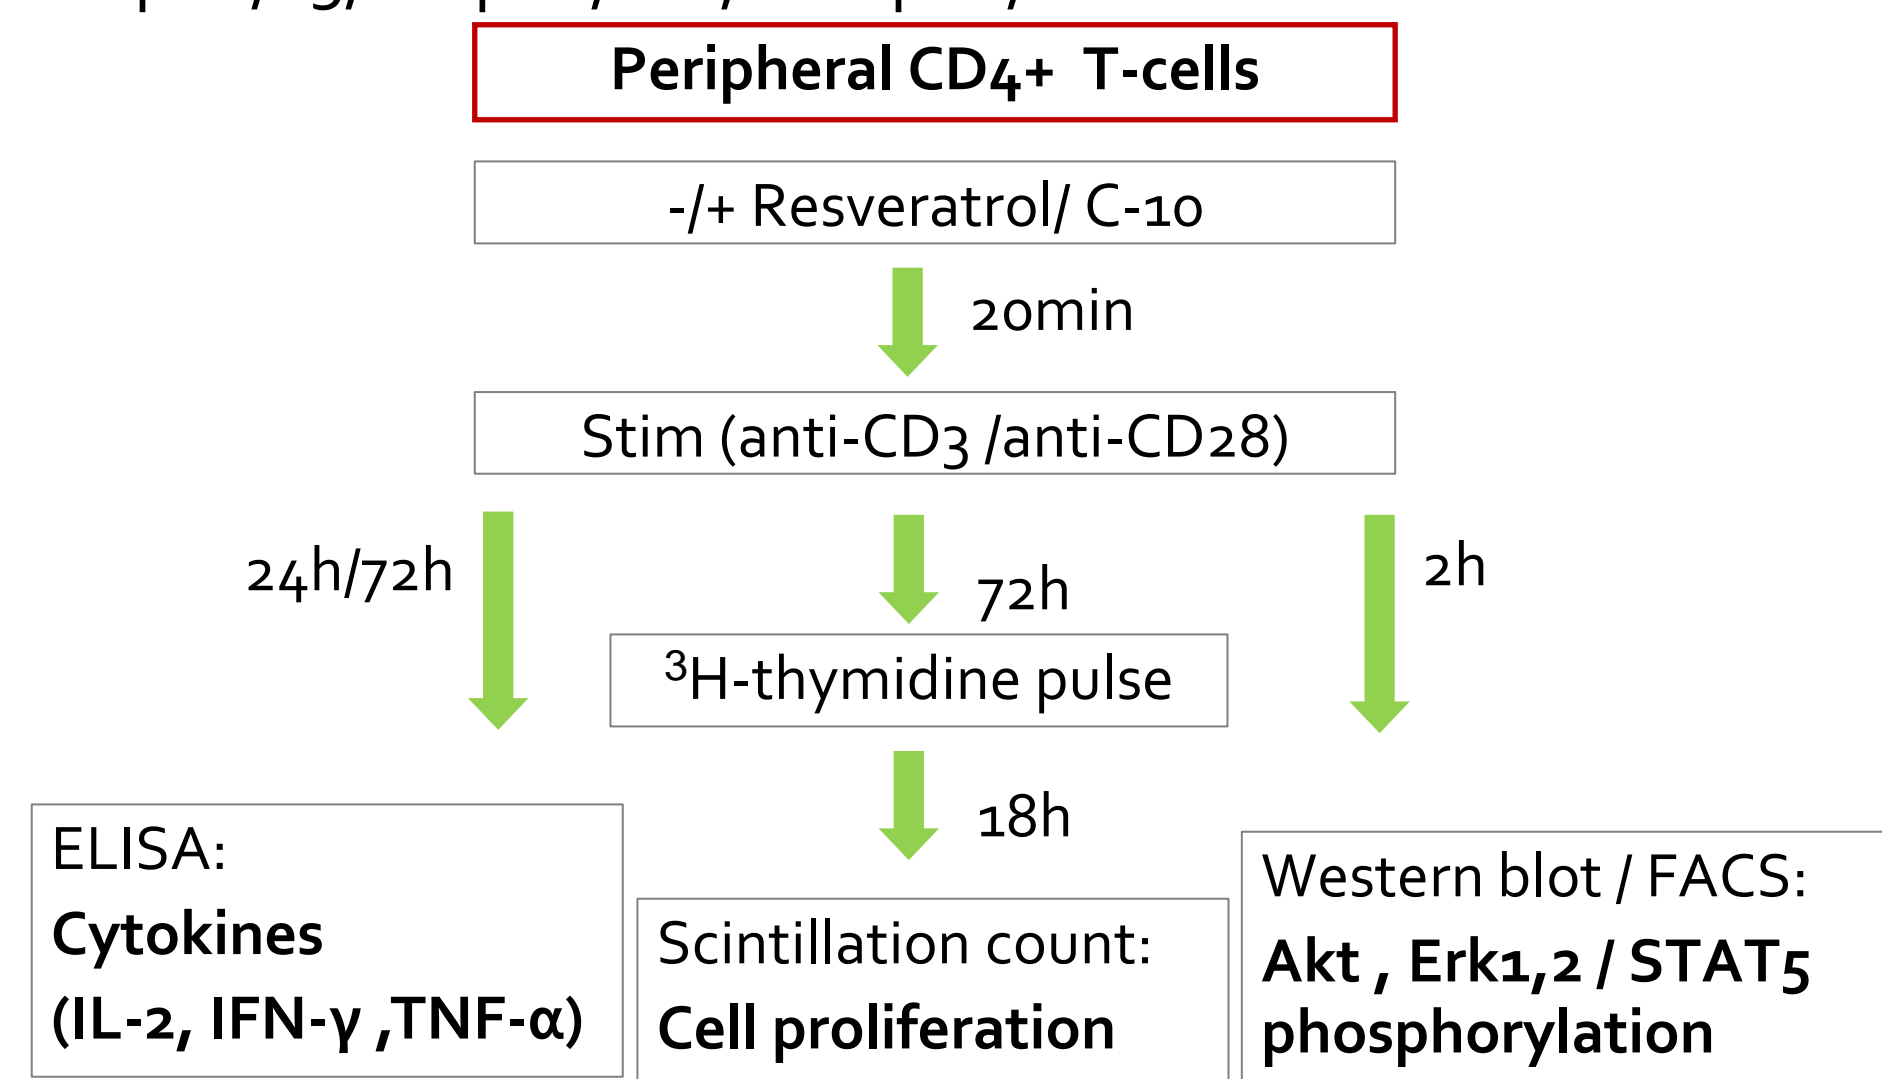 Peripheral CD4+ T-cells
-/+ Resveratrol/ C-10
20min
Stim (anti-CD3 /anti-CD28)
24h/72h
72h
2h
³H-thymidine pulse
18h
ELISA:
Cytokines
(IL-2, IFN-γ ,TNF-α)
Scintillation count:
Cell proliferation
Western blot / FACS:
Akt , Erk1,2 / STAT5
phosphorylation